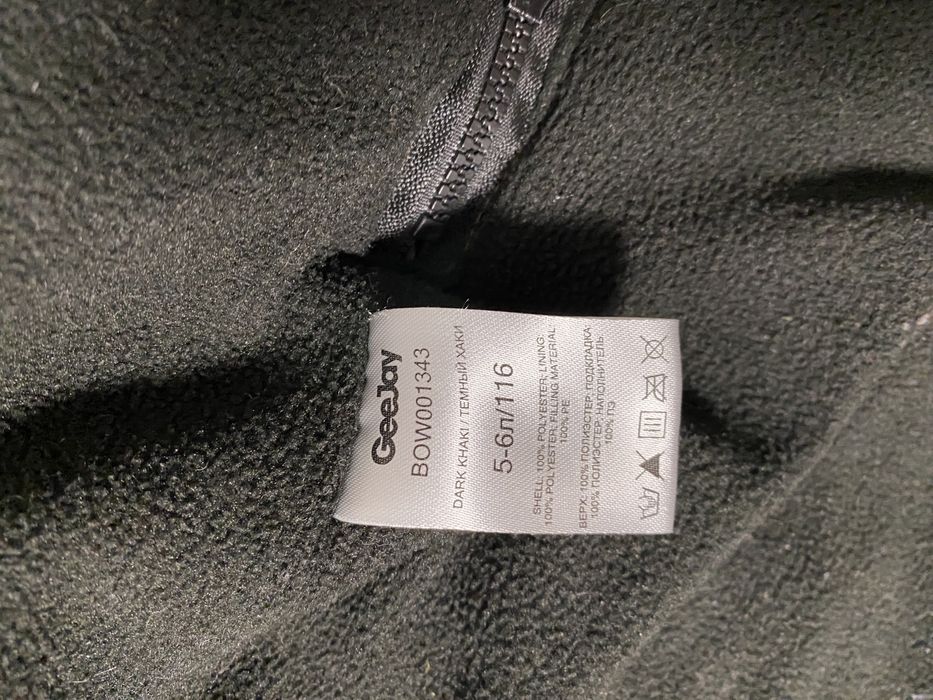 GeeJay
BOW001343
DARK KHAKI / ТЕМНЫЙ ХАКИ
5-6л/116
SHELL: 100% POLYESTER; LINING:
100% POLYESTER; FILLING MATERIAL
100% PE
ВЕРХ: 100% ПОЛИЭСТЕР; ПОДКЛАДКА
100% ПОЛИЭСТЕР; НАПОЛНИТЕЛЬ
100% ПЭ